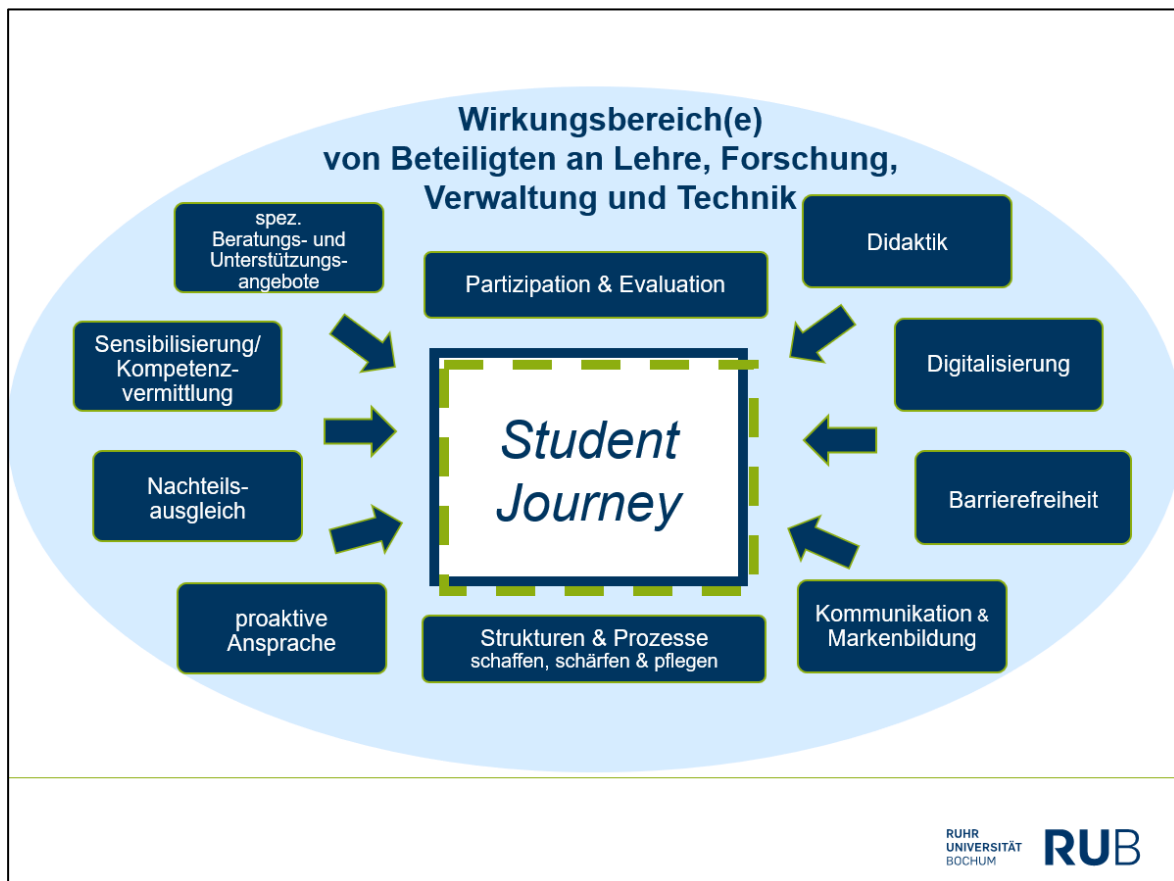 Wirkungsbereich(e)
von Beteiligten an Lehre, Forschung,
Verwaltung und Technik
spez.
Beratungs- und
Unterstützungs-
angebote
Sensibilisierung/
Kompetenz-
vermittlung
Nachteils-
ausgleich
proaktive
Ansprache
Partizipation & Evaluation
Student
Journey
Strukturen & Prozesse
schaffen, schärfen & pflegen
Didaktik
Digitalisierung
Barrierefreiheit
Kommunikation &
Markenbildung
RUHR
UNIVERSITÄT
BOCHUM
RUB